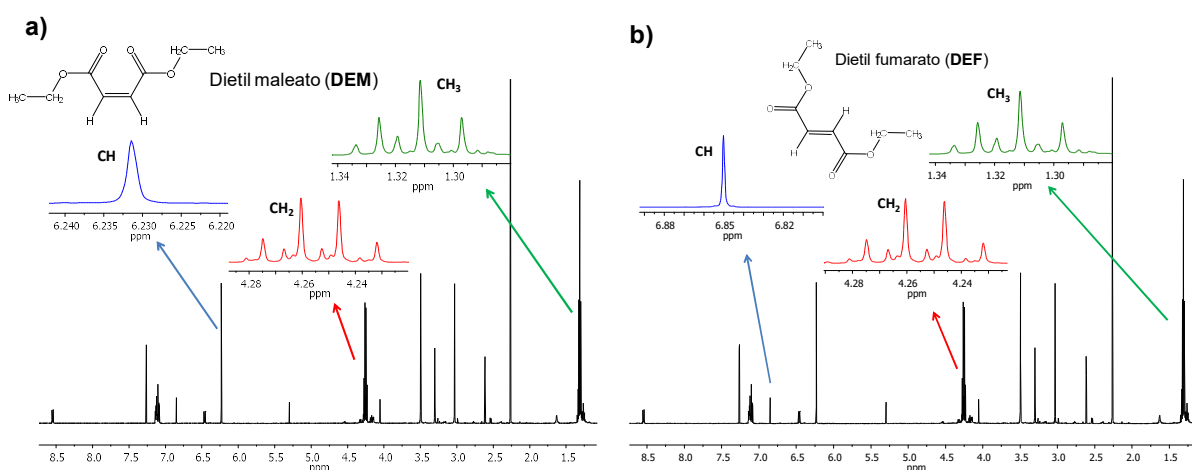 a)
O
O
O
O
CH₃
H₃C
CH₂
H₂C
H
H
Dietil maleato (DEM)
CH
6.240 6.235 6.230 6.225 6.220
ppm
CH₂
4.28 4.26 4.24
ppm
CH₃
1.34 1.32 1.30
ppm
8.5 8.0 7.5 7.0 6.5 6.0 5.5 5.0 4.5 4.0 3.5 3.0 2.5 2.0 1.5
ppm
b)
CH₃
H₂C
O
O
H
H
O
O
H₂C
CH₃
Dietil fumarato (DEF)
CH
6.88 6.85 6.82
ppm
CH₂
4.28 4.26 4.24
ppm
CH₃
1.34 1.32 1.30
ppm
8.5 8.0 7.5 7.0 6.5 6.0 5.5 5.0 4.5 4.0 3.5 3.0 2.5 2.0 1.5
ppm